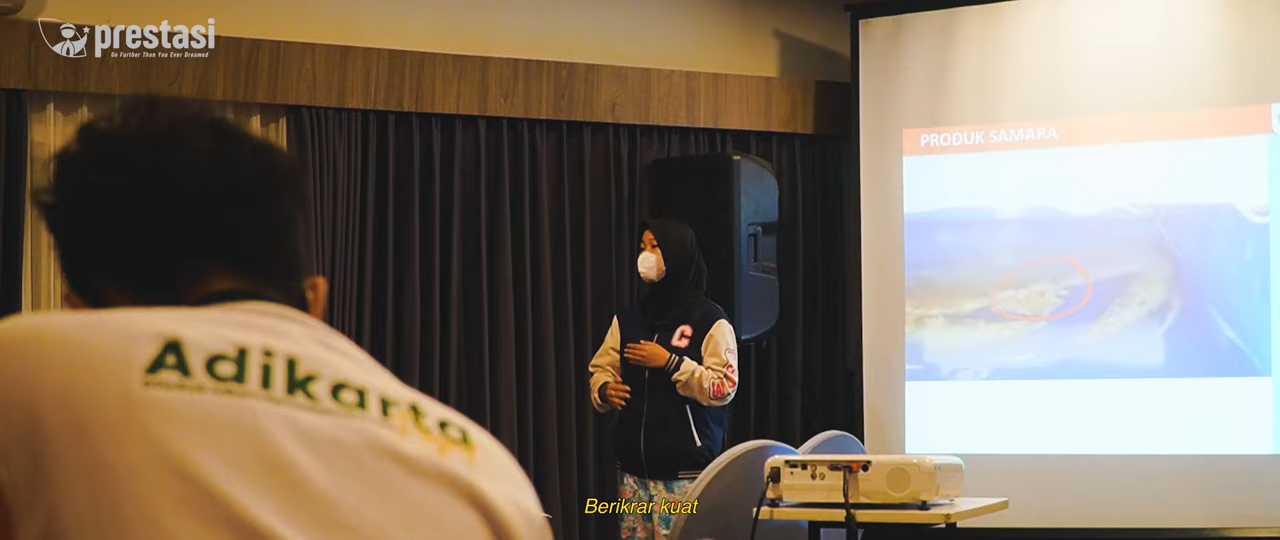 prestasi
Go Further Than You Ever Dreamed
PRODUK SAMARA
C
Adikarta
Berikrar kuat